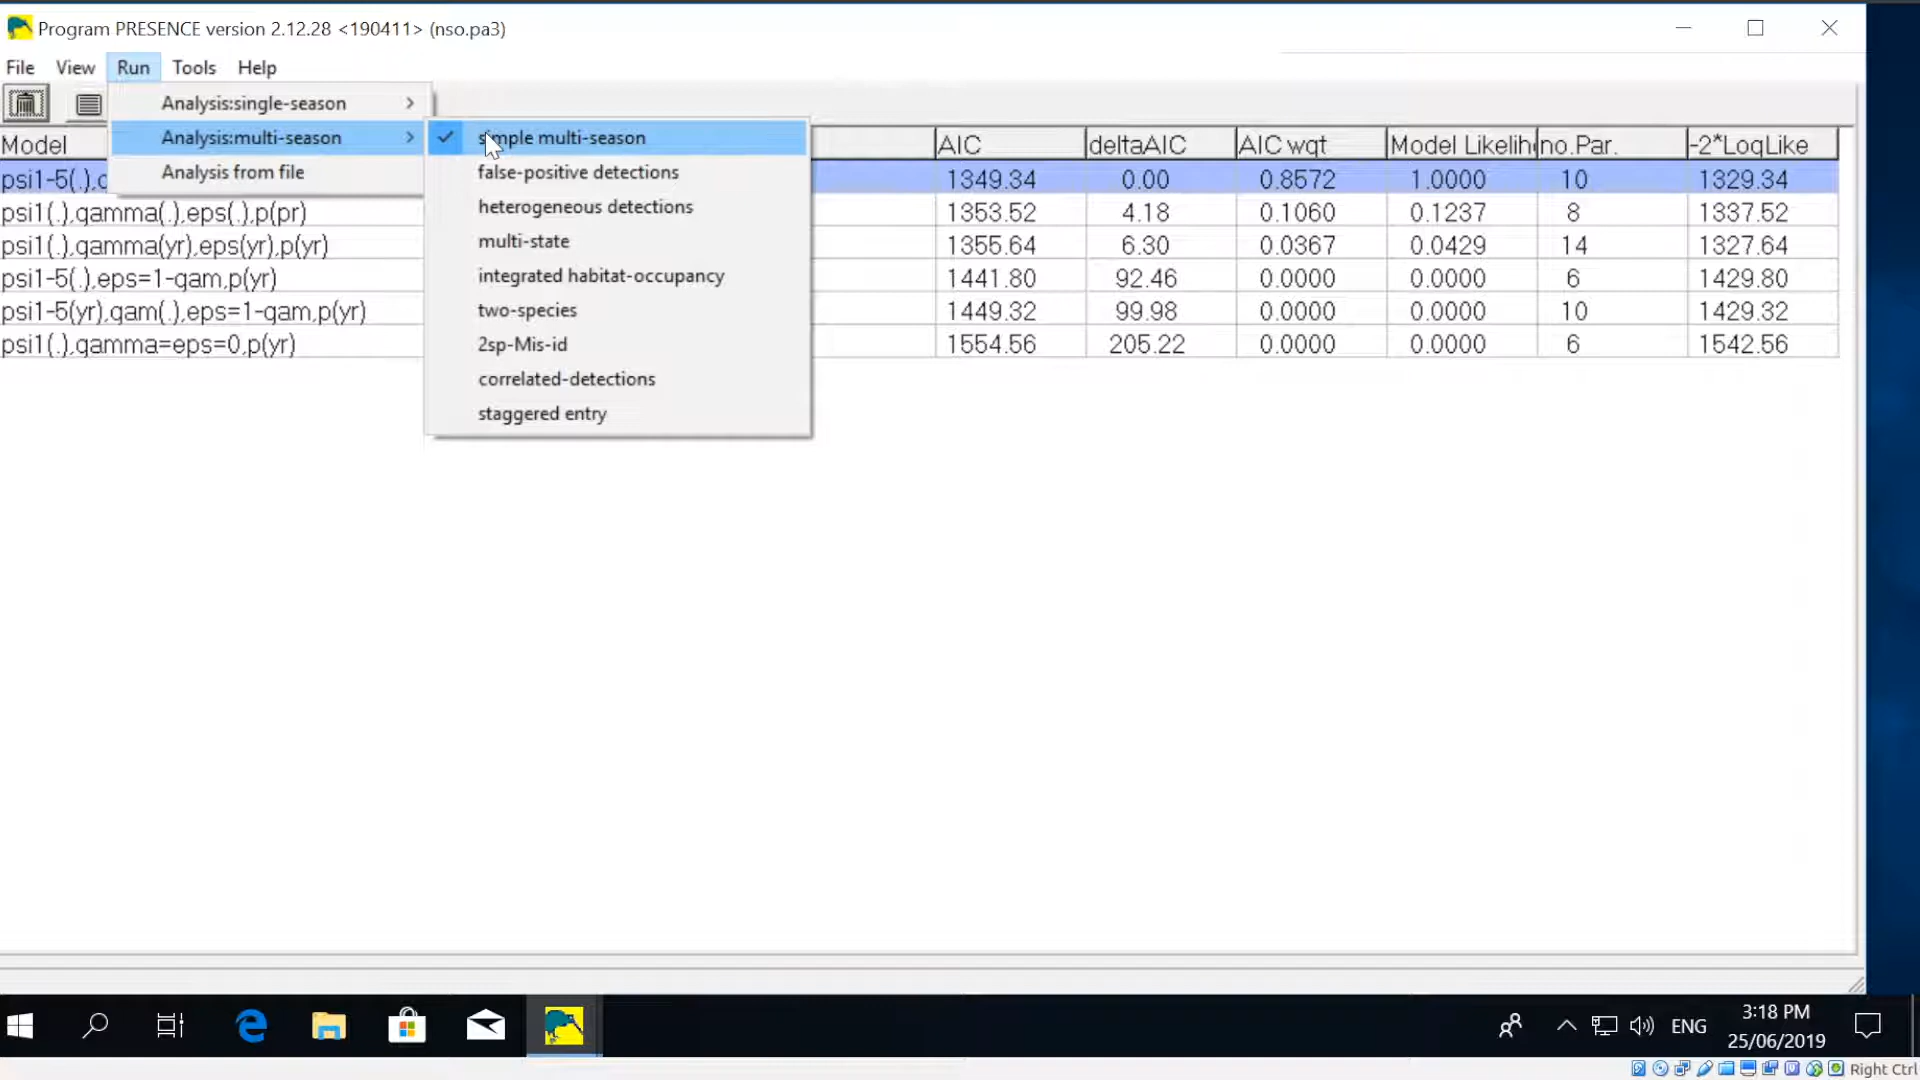 Program PRESENCE version 2.12.28 <190411> (nso.pa3)
File View Run Tools Help
Analysis:single-season
Analysis:multi-season
Analysis from file
simple multi-season
false-positive detections
heterogeneous detections
multi-state
integrated habitat-occupancy
two-species
2sp-Mis-id
correlated-detections
staggered entry
Model AIC deltaAIC AIC wgt Model Likelih no.Par. -2*LogLike
psi1-5(.),g 1349.34 0.00 0.8572 1.0000 10 1329.34
psi1(.),gamma(.),eps(.),p(pr) 1353.52 4.18 0.1060 0.1237 8 1337.52
psi1(.),gamma(yr),eps(yr),p(yr) 1355.64 6.30 0.0367 0.0429 14 1327.64
psi1-5(.),eps=1-gam,p(yr) 1441.80 92.46 0.0000 0.0000 6 1429.80
psi1-5(yr),gam(.),eps=1-gam,p(yr) 1449.32 99.98 0.0000 0.0000 10 1429.32
psi1(.),gamma=eps=0,p(yr) 1554.56 205.22 0.0000 0.0000 6 1542.56
ENG
3:18 PM
25/06/2019
Right Ctrl